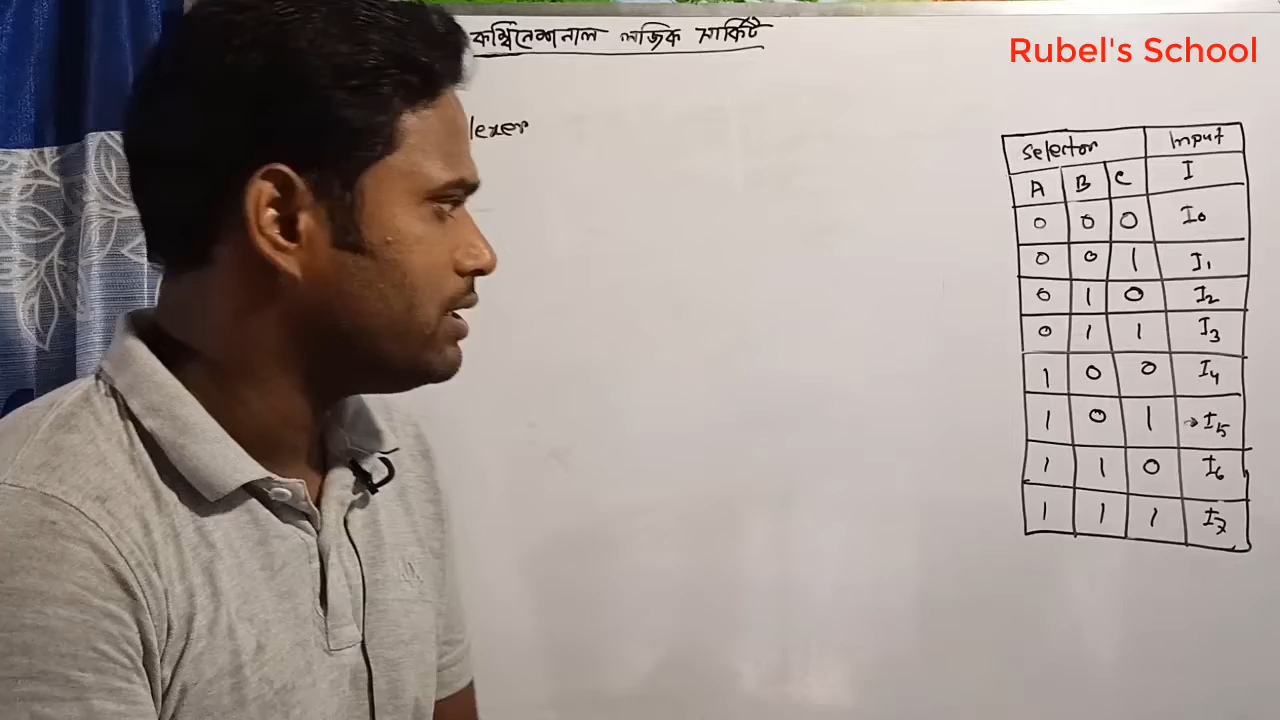 কম্বিনেশনাল লজিক সার্কিট
Rubel's School
lexer
Selector Input
A B C I
0 0 0 I₀
0 0 1 I₁
0 1 0 I₂
0 1 1 I₃
1 0 0 I₄
1 0 1 → I₅
1 1 0 I₆
1 1 1 I₇